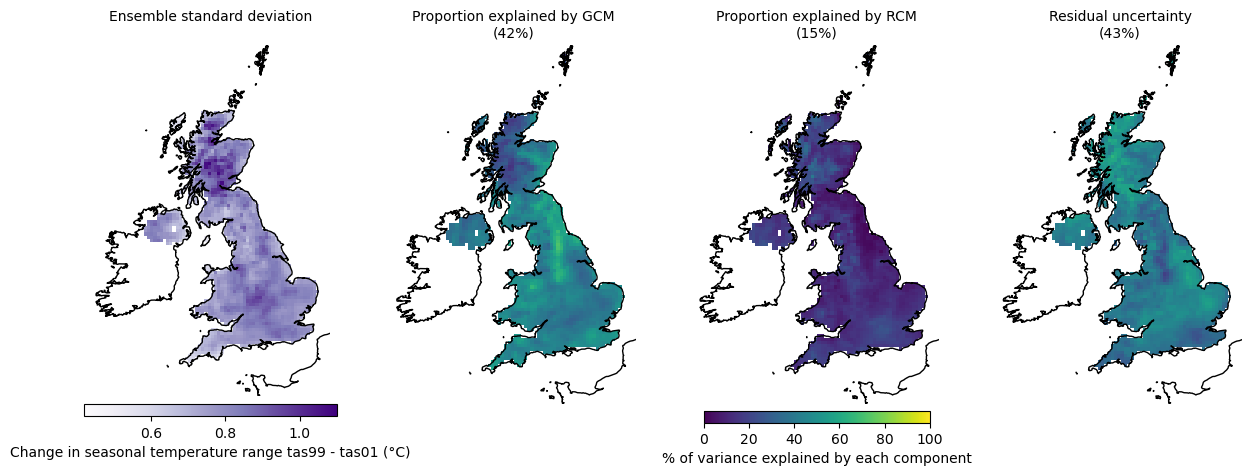 Ensemble standard deviation
Proportion explained by GCM
(42%)
Proportion explained by RCM
(15%)
Residual uncertainty
(43%)
0.6 0.8 1.0
Change in seasonal temperature range tas99 - tas01 (°C)
0 20 40 60 80 100
% of variance explained by each component